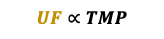 UF ∝ TMP